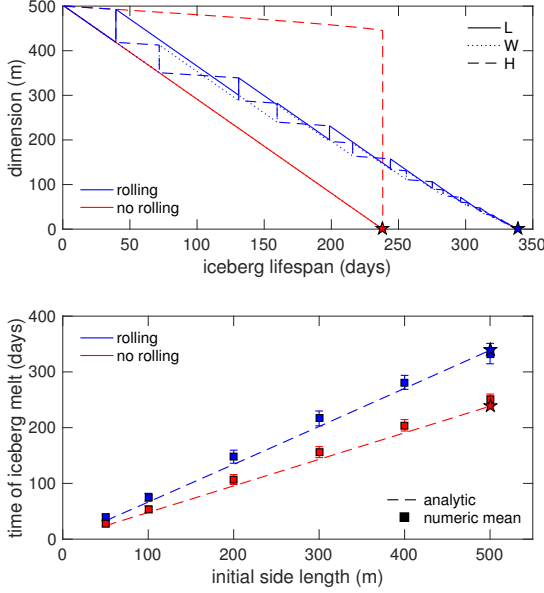 500
400
300
200
100
0
dimension (m)
L
W
H
rolling
no rolling
0 50 100 150 200 250 300 350
iceberg lifespan (days)
400
300
200
100
0
time of iceberg melt (days)
rolling
no rolling
analytic
numeric mean
0 100 200 300 400 500
initial side length (m)